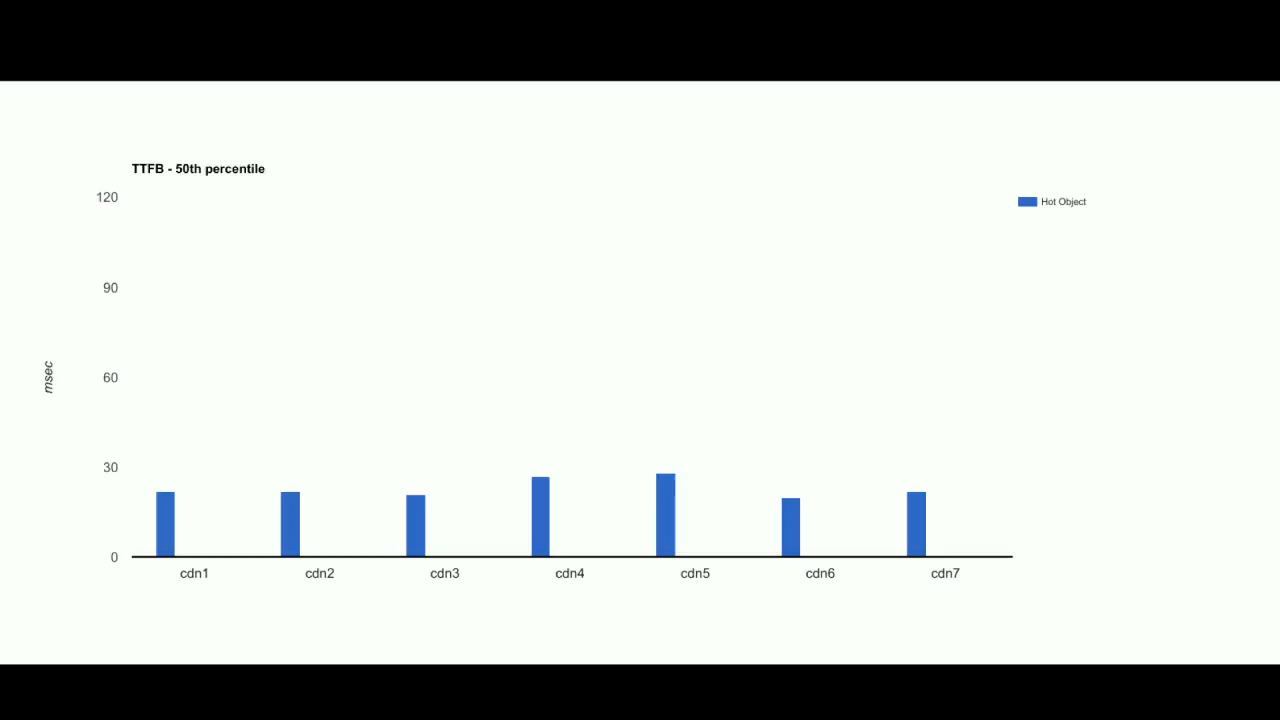 TTFB - 50th percentile
120
Hot Object
90
msec
60
30
0
cdn1 cdn2 cdn3 cdn4 cdn5 cdn6 cdn7